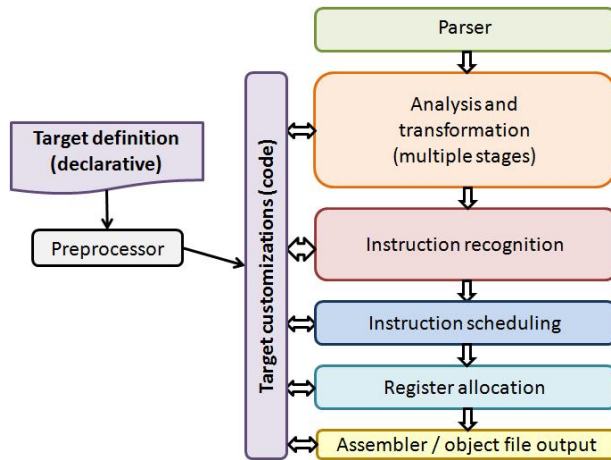 Parser
Analysis and
transformation
(multiple stages)
Target definition
(declarative)
Preprocessor
Target customizations (code)
Instruction recognition
Instruction scheduling
Register allocation
Assembler / object file output